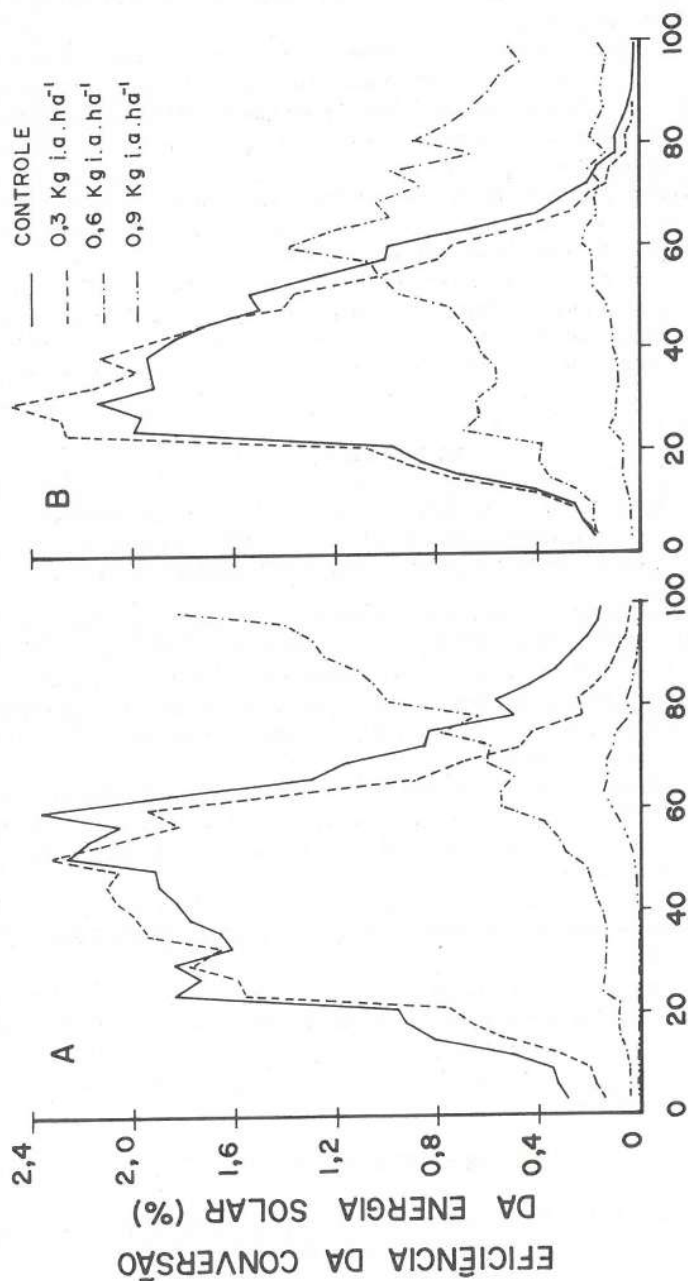 EFICIÊNCIA DA CONVERSÃO
DA ENERGIA SOLAR (%)
2,4
2,0
1,6
1,2
0,8
0,4
0
A
0
20
40
60
80
100
B
CONTROLE
0,3 Kg i.a.ha⁻¹
0,6 Kg i.a.ha⁻¹
0,9 Kg i.a.ha⁻¹
20
40
60
80
100